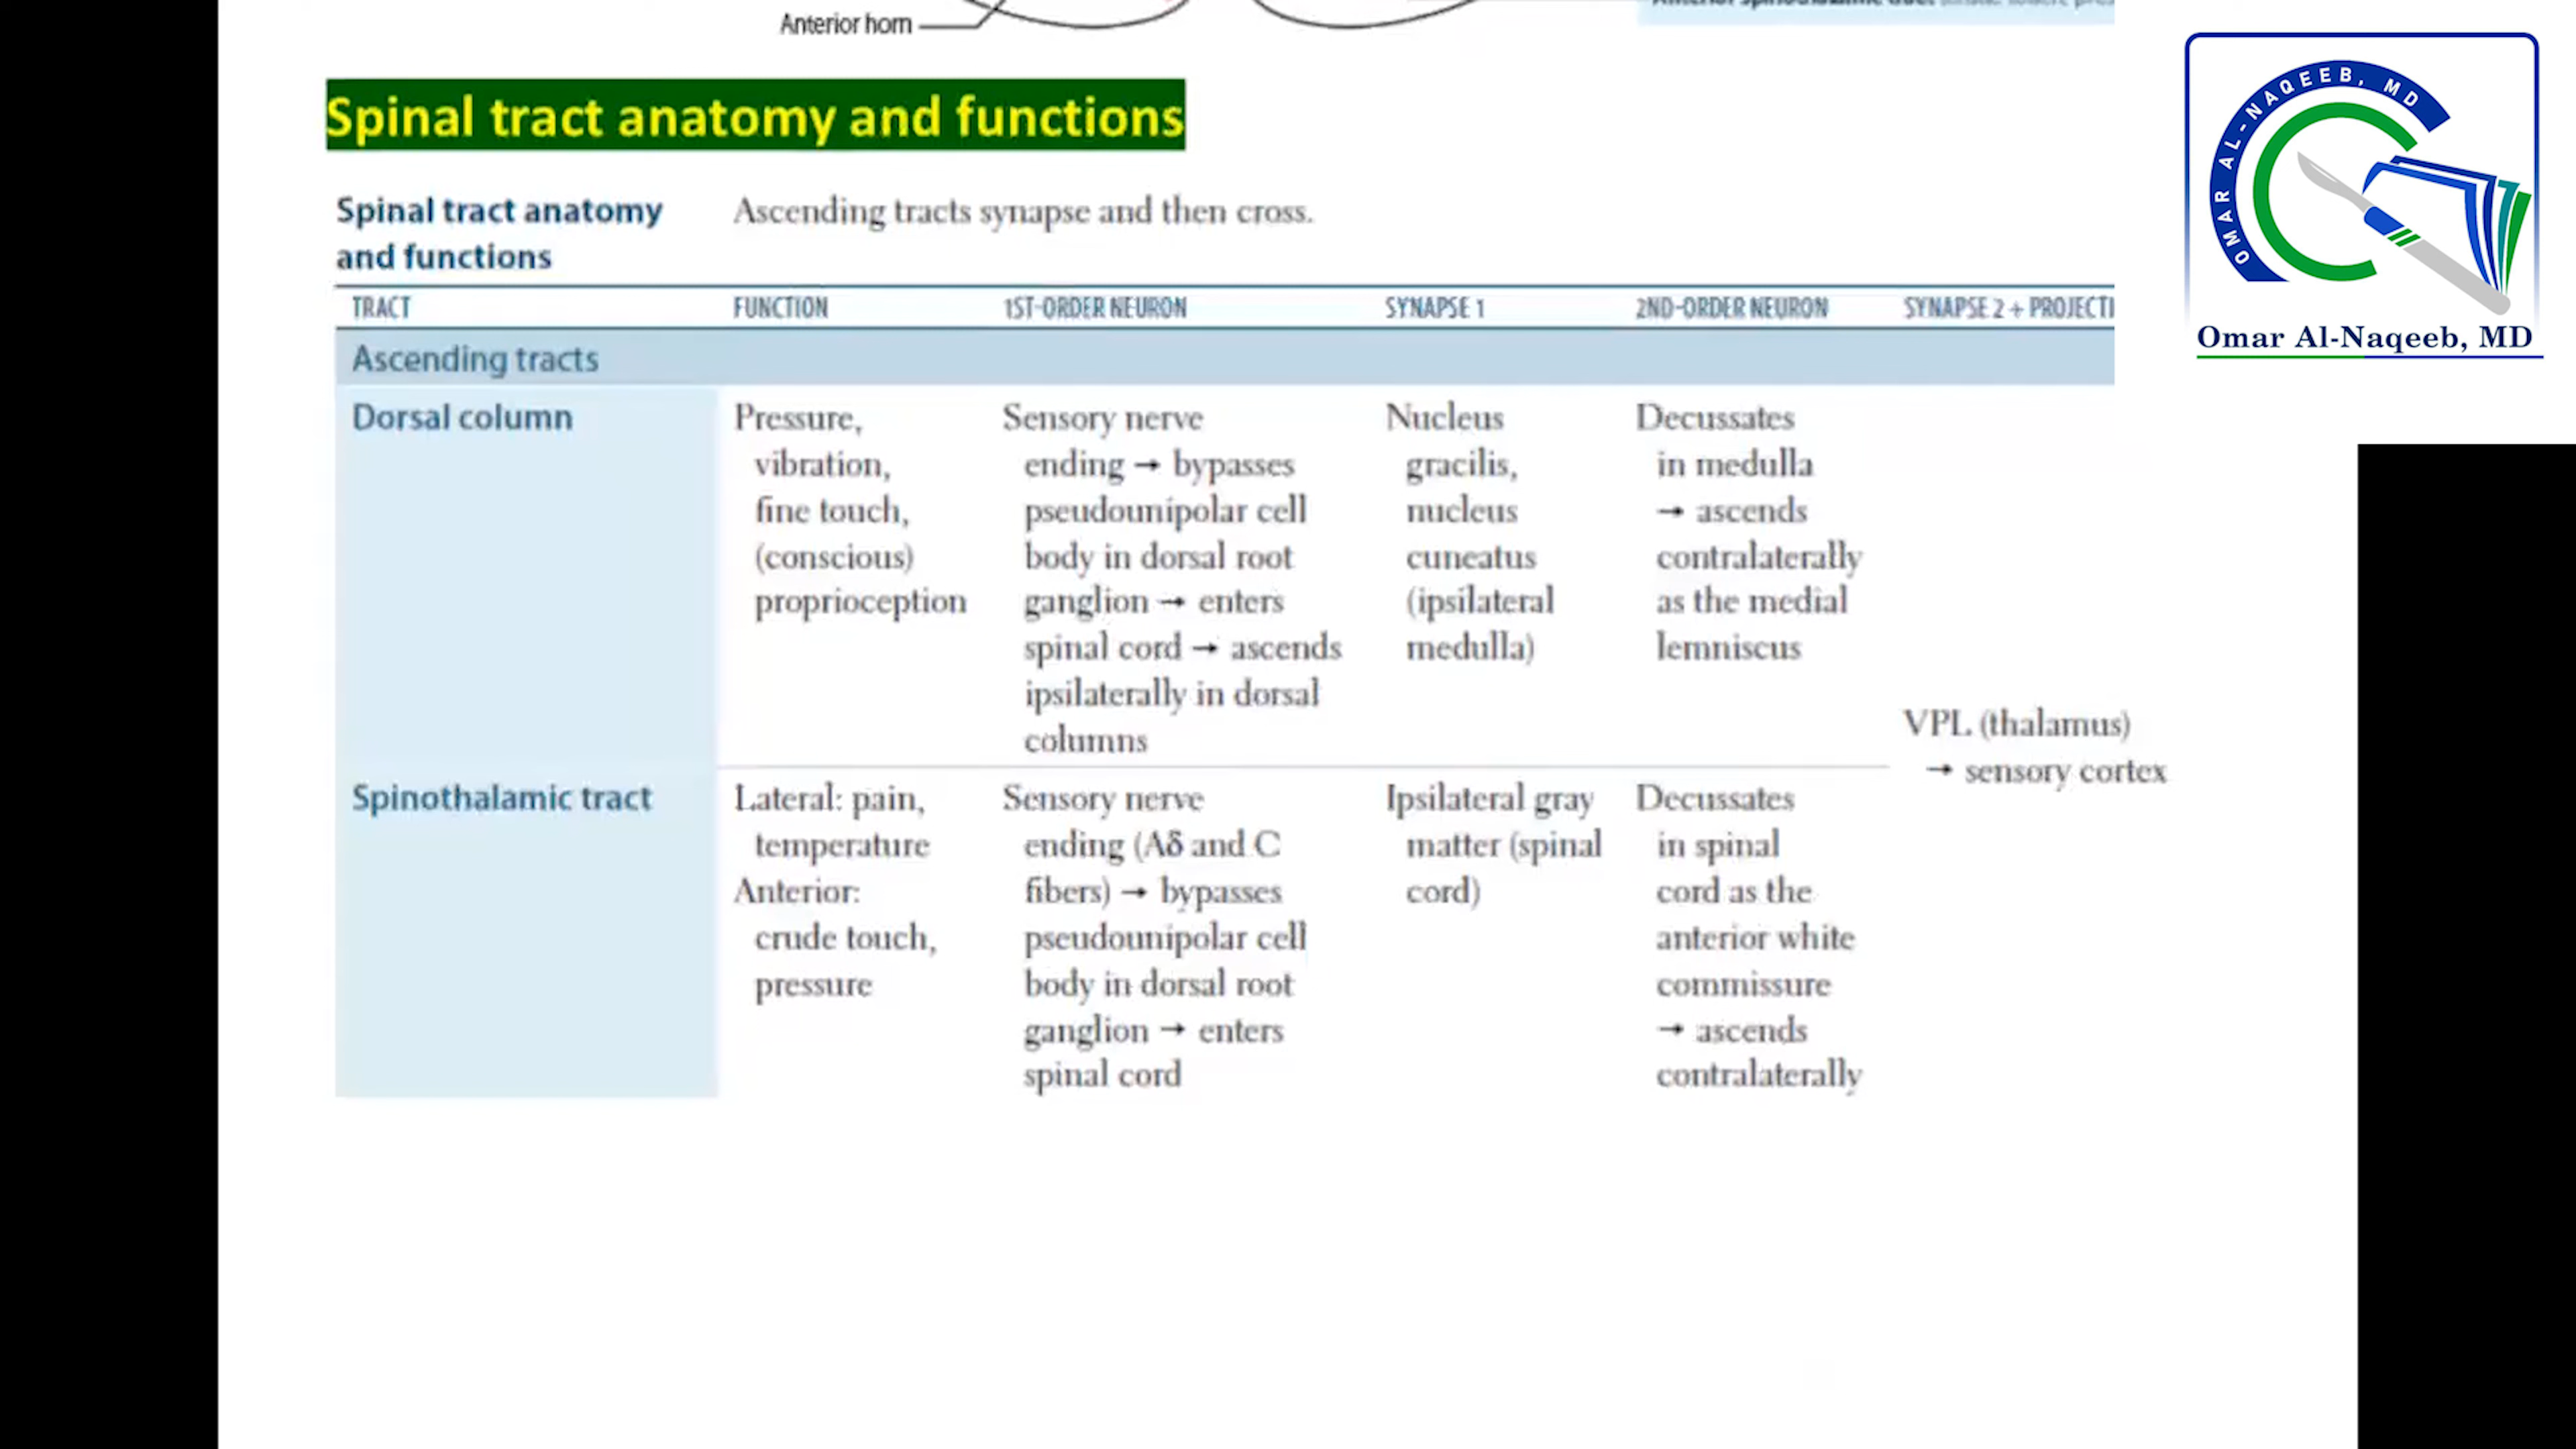 Anterior horn
Spinal tract anatomy and functions
Spinal tract anatomy
and functions
Ascending tracts synapse and then cross.
TRACT
FUNCTION
1ST-ORDER NEURON
SYNAPSE 1
2ND-ORDER NEURON
SYNAPSE 2 + PROJECTI
Ascending tracts
Dorsal column
Pressure,
vibration,
fine touch,
(conscious)
proprioception
Sensory nerve
ending → bypasses
pseudounipolar cell
body in dorsal root
ganglion → enters
spinal cord → ascends
ipsilaterally in dorsal
columns
Nucleus
gracilis,
nucleus
cuneatus
(ipsilateral
medulla)
Decussates
in medulla
→ ascends
contralaterally
as the medial
lemniscus
VPL (thalamus)
→ sensory cortex
Spinothalamic tract
Lateral: pain,
temperature
Anterior:
crude touch,
pressure
Sensory nerve
ending (Aδ and C
fibers) → bypasses
pseudounipolar cell
body in dorsal root
ganglion → enters
spinal cord
Ipsilateral gray
matter (spinal
cord)
Decussates
in spinal
cord as the
anterior white
commissure
→ ascends
contralaterally
OMAR AL-NAQEEB, MD
Omar Al-Naqeeb, MD